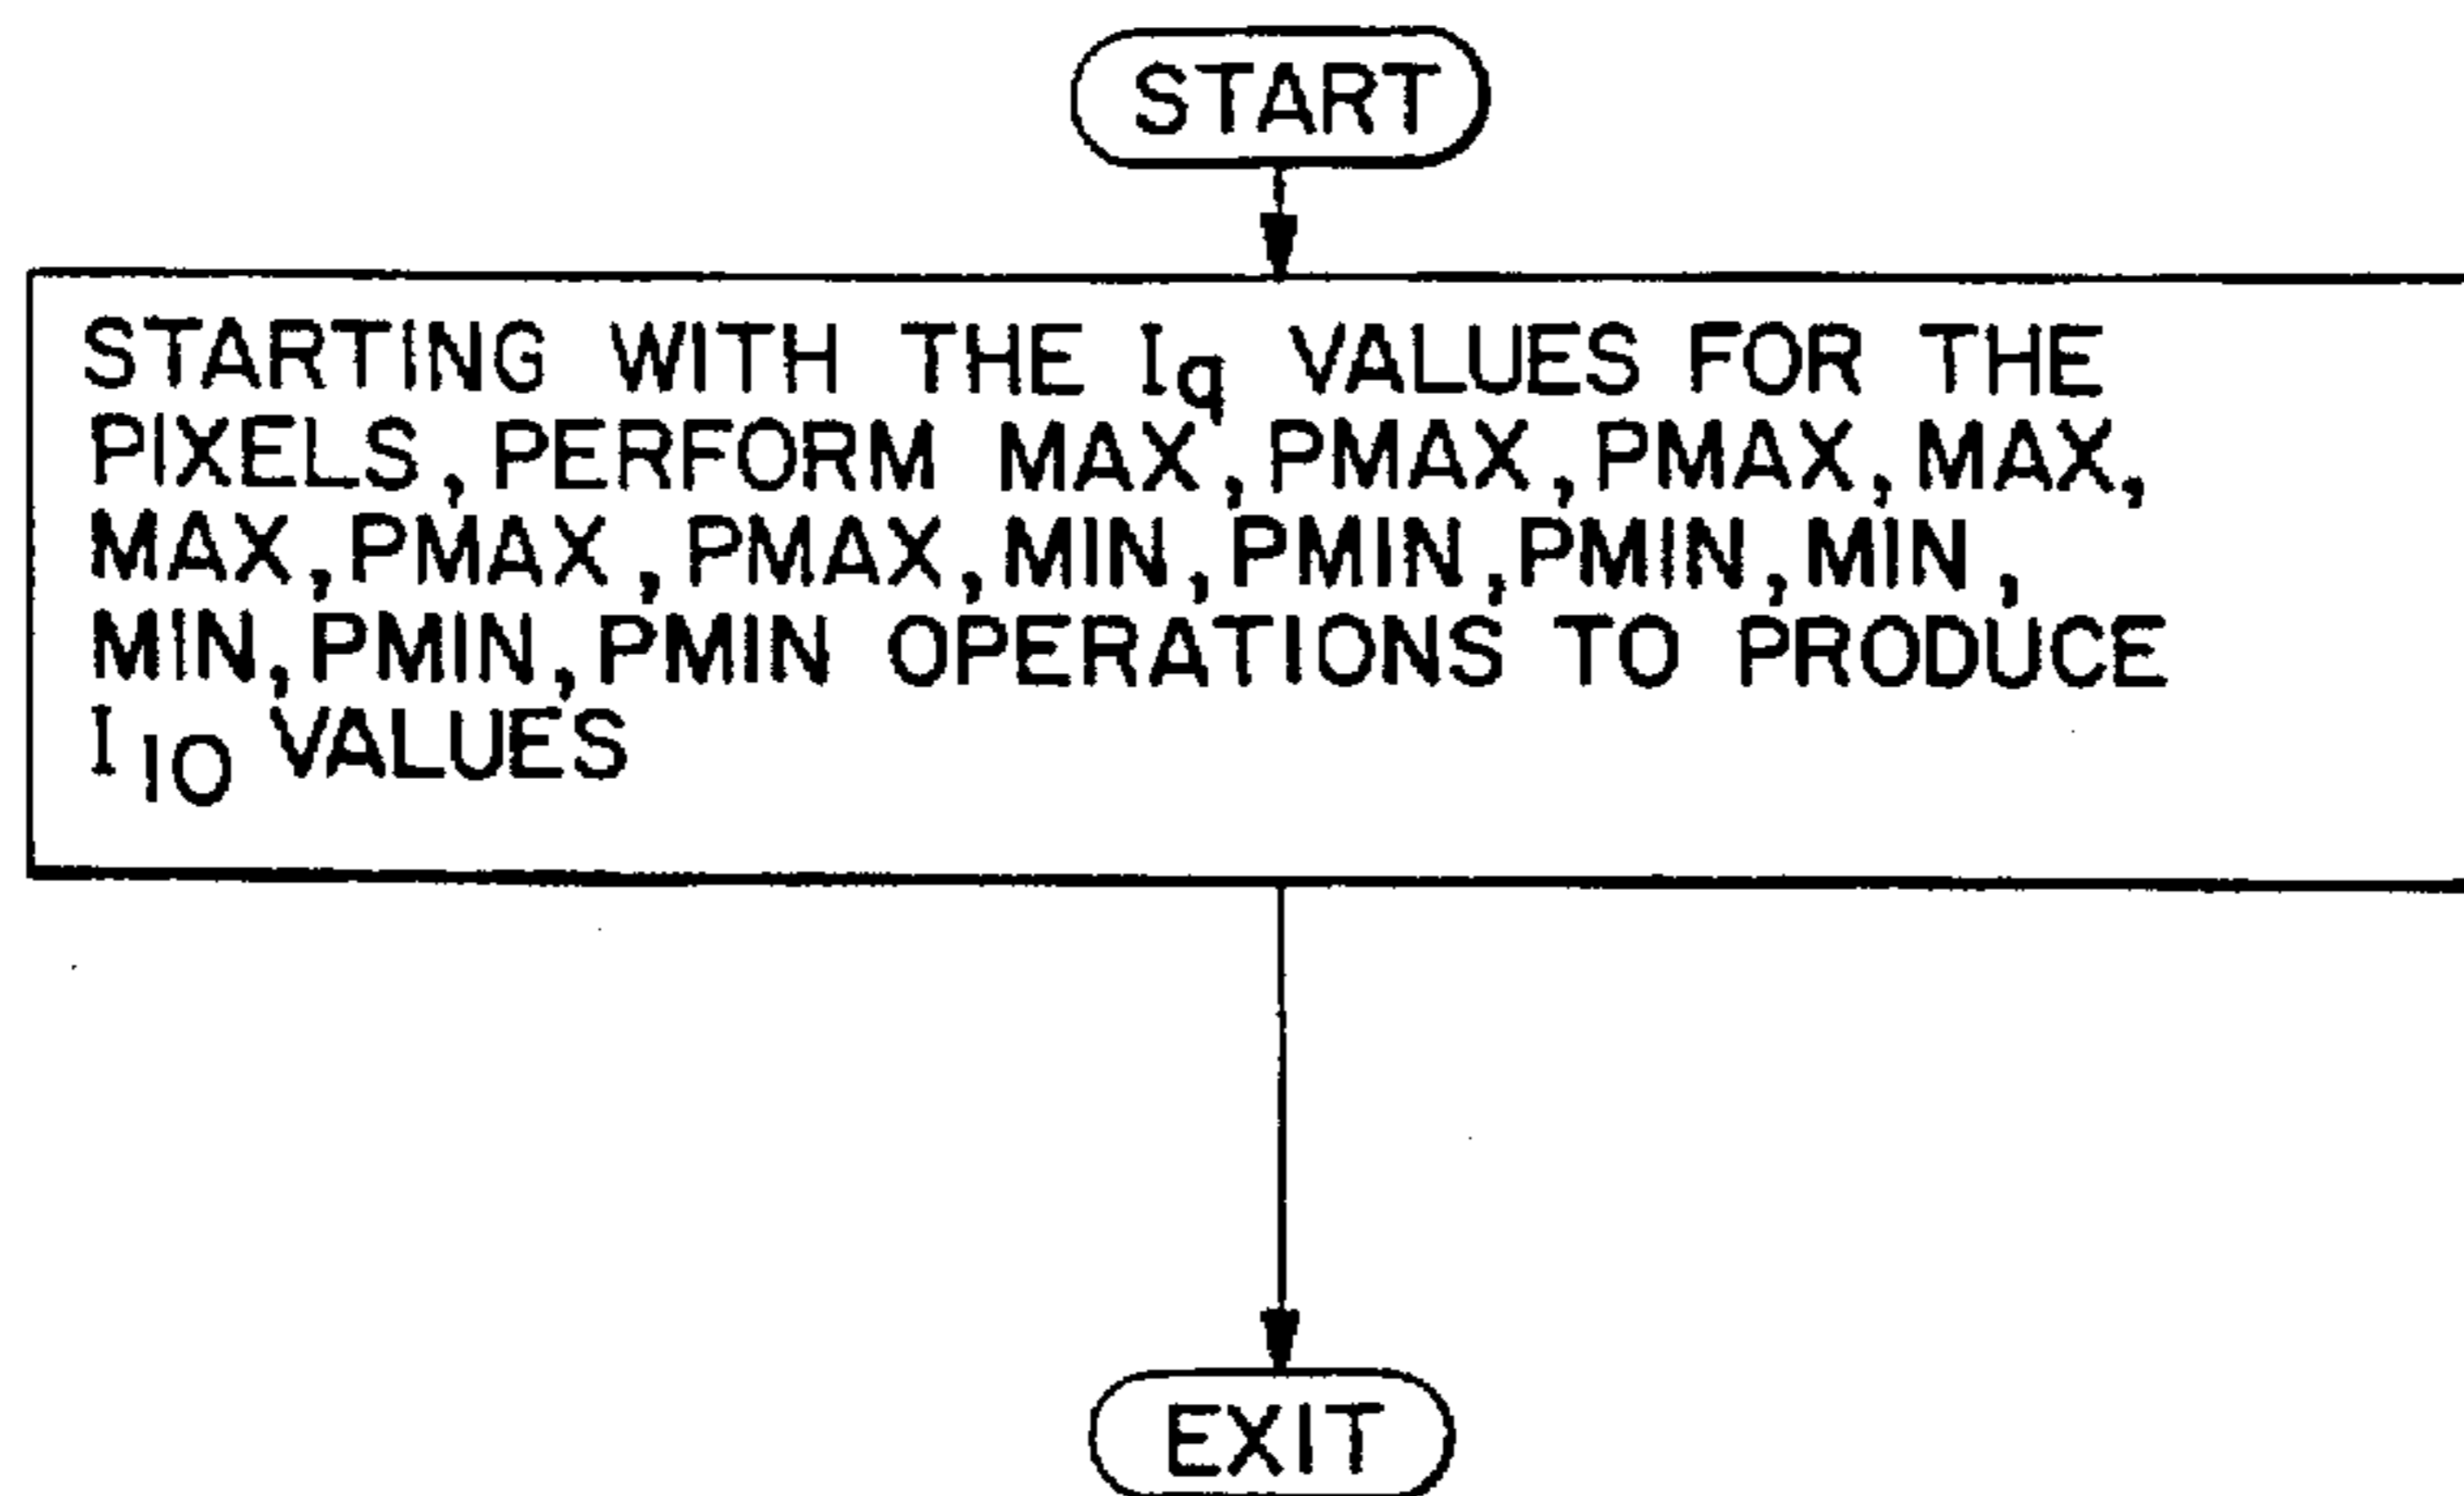 START
STARTING WITH THE Iq VALUES FOR THE
PIXELS, PERFORM MAX, PMAX, PMAX, MAX,
MAX, PMAX, PMAX, MIN, PMIN, PMIN, MIN,
MIN, PMIN, PMIN OPERATIONS TO PRODUCE
I10 VALUES
EXIT